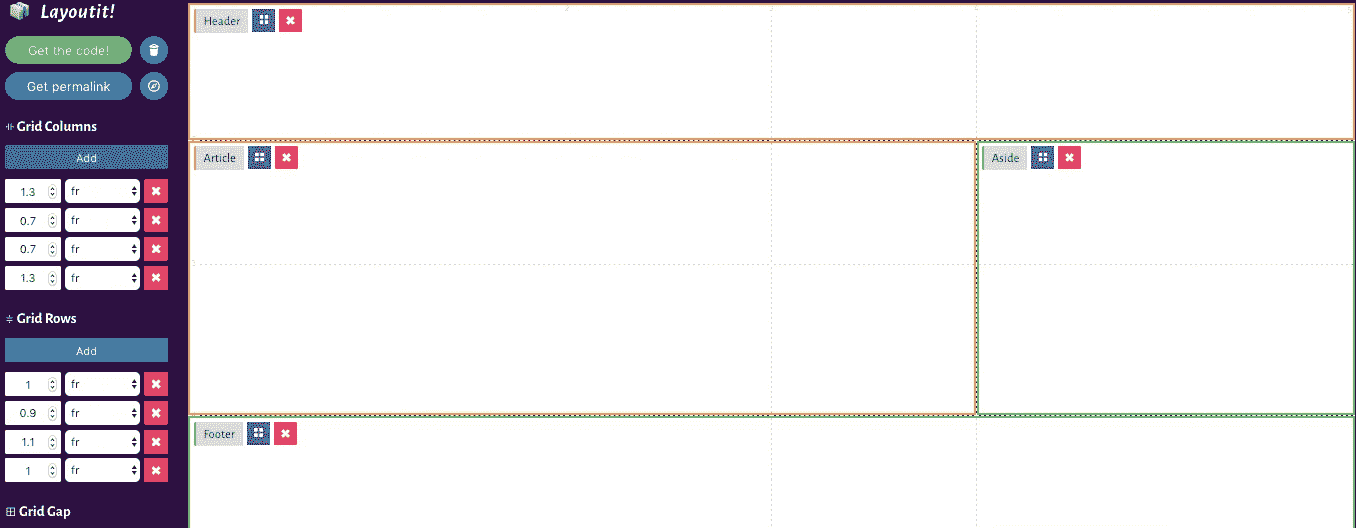 Layoutit!
Get the code!
Get permalink
Grid Columns
Add
1.3 fr
0.7 fr
0.7 fr
1.3 fr
Grid Rows
Add
1 fr
0.9 fr
1.1 fr
1 fr
Grid Gap
Header
Article
Aside
Footer